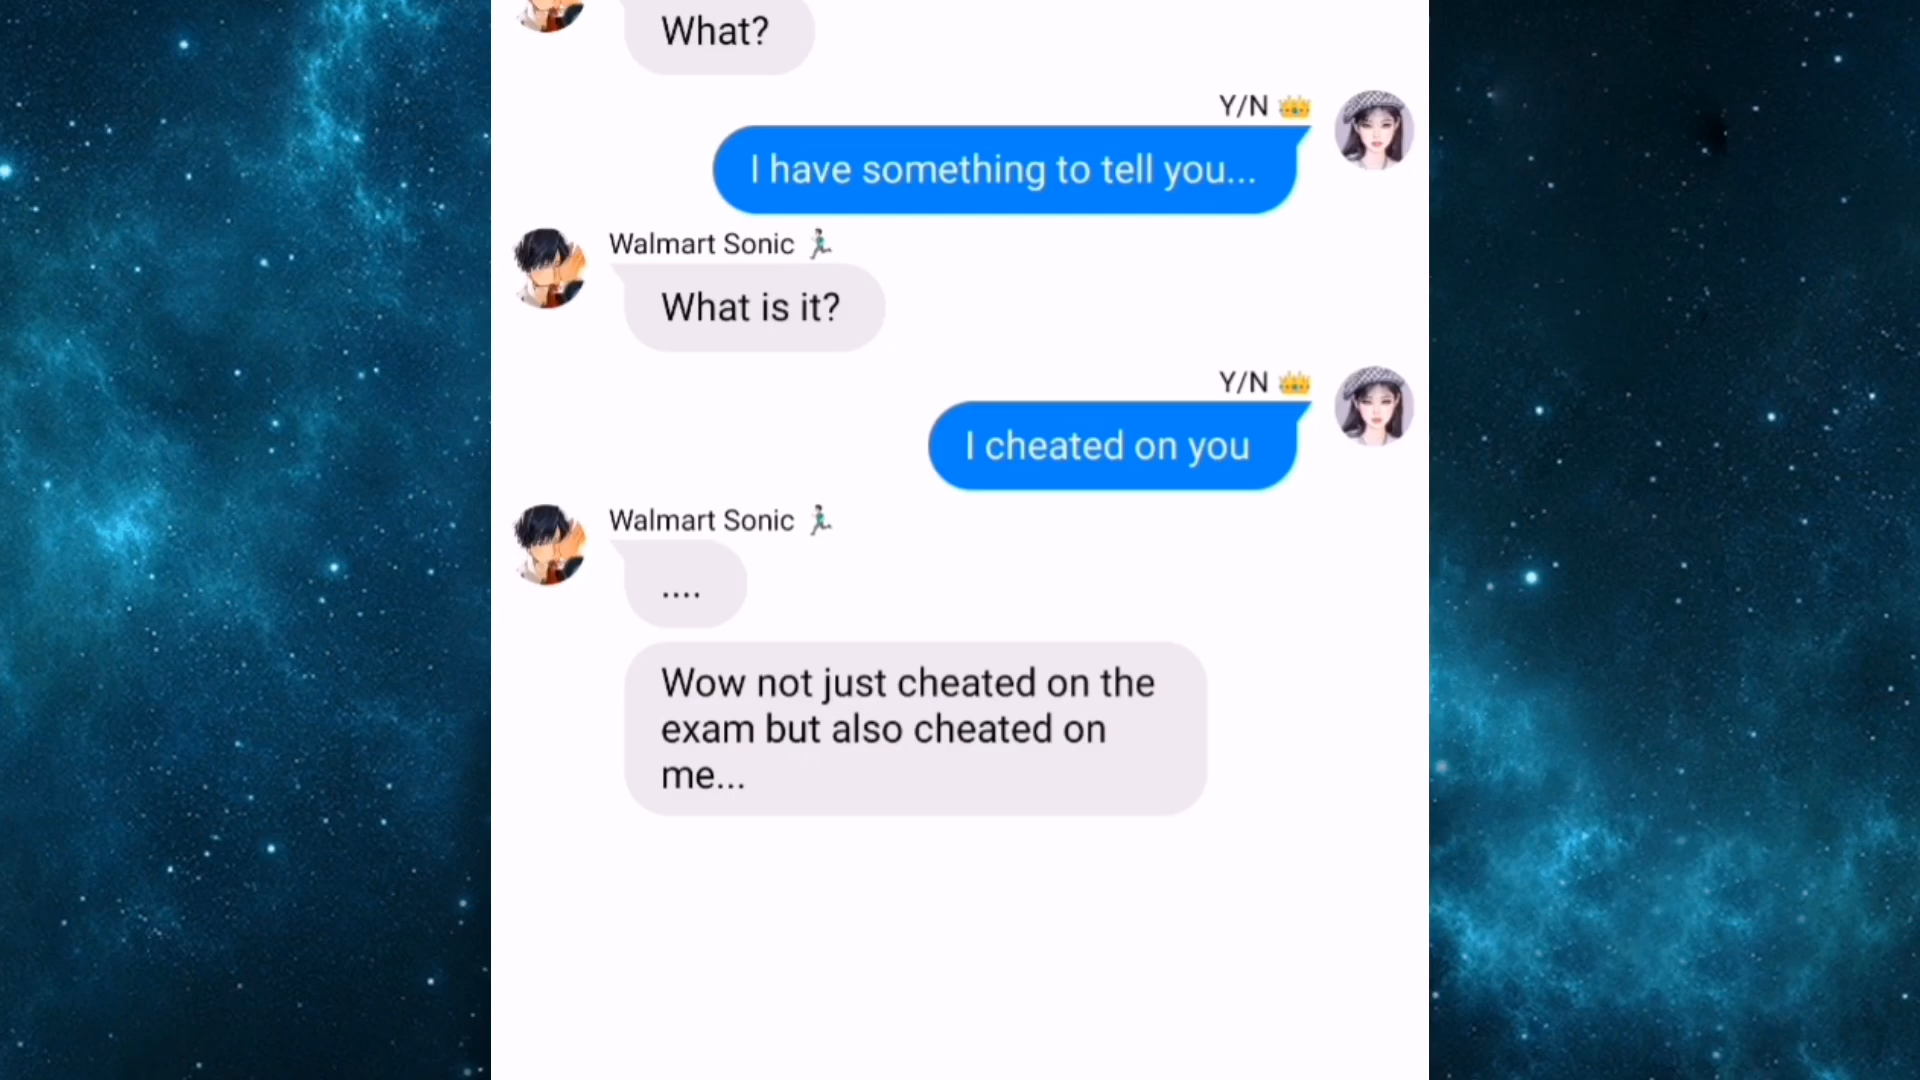 What?
Y/N 👑
I have something to tell you...
Walmart Sonic 🏃🏻‍♂️
What is it?
Y/N 👑
I cheated on you
Walmart Sonic 🏃🏻‍♂️
....
Wow not just cheated on the
exam but also cheated on
me...